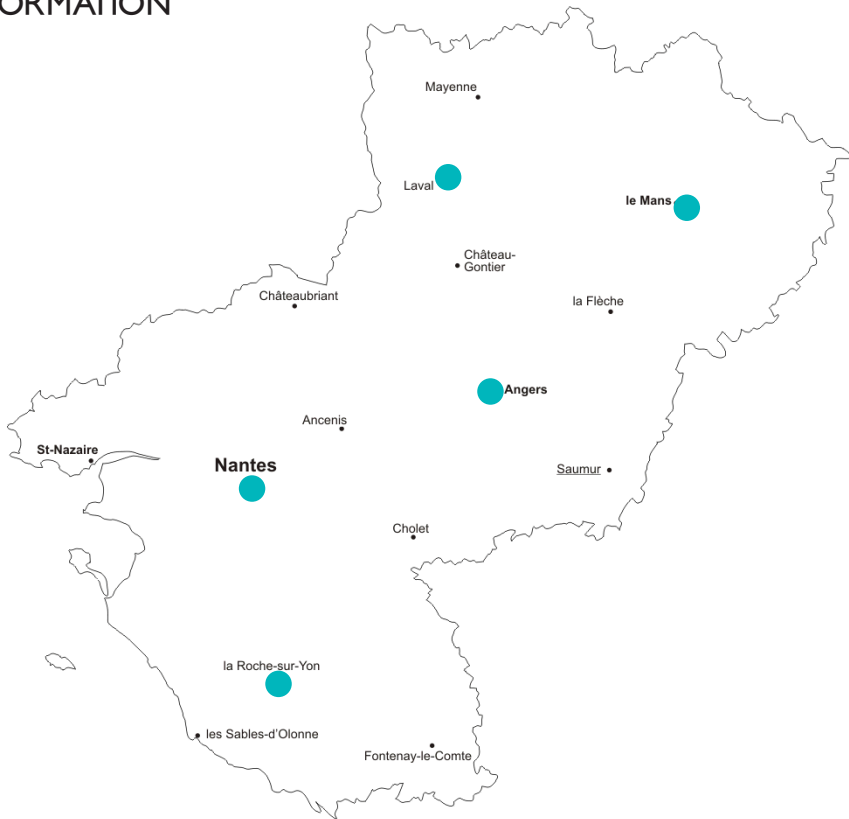 ORMATION
Mayenne
Laval
le Mans
Château-
Gontier
Châteaubriant
la Flèche
Angers
Ancenis
St-Nazaire
Nantes
Saumur
Cholet
la Roche-sur-Yon
les Sables-d'Olonne
Fontenay-le-Comte